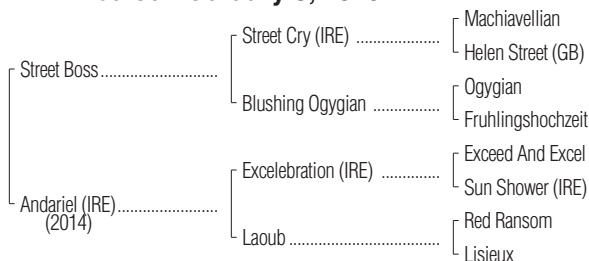 Machiavellian
Street Cry (IRE) ....................
Helen Street (GB)
Street Boss............................
Ogygian
Blushing Ogygian ................
Fruhlingshochzeit
Exceed And Excel
Excelebration (IRE) ..............
Sun Shower (IRE)
Andariel (IRE)........................
(2014)
Red Ransom
Laoub ....................................
Lisieux